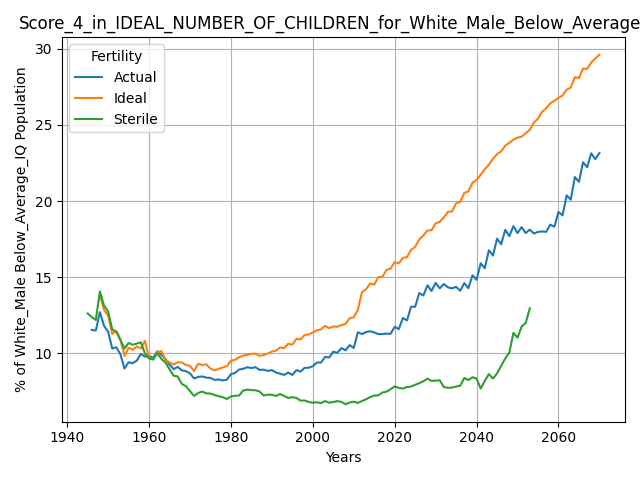 Score_4_in_IDEAL_NUMBER_OF_CHILDREN_for_White_Male_Below_Average
30
25
20
15
10
% of White_Male Below_Average_IQ Population
Fertility
Actual
Ideal
Sterile
1940
1960
1980
2000
2020
2040
2060
Years